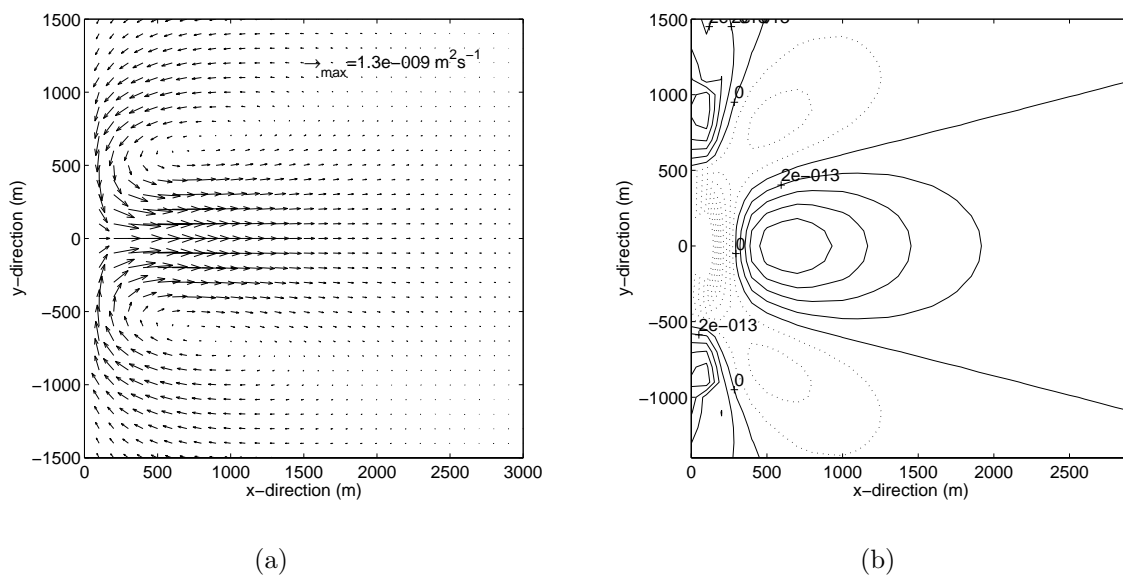 1500
1000
500
0
−500
−1000
−1500
y−direction (m)
→max=1.3e−009 m²s⁻¹
0 500 1000 1500 2000 2500 3000
x−direction (m)
(a)
1500
1000
500
0
−500
−1000
y−direction (m)
0
2e−013
0
2e−013
0
0 500 1000 1500 2000 2500
x−direction (m)
(b)